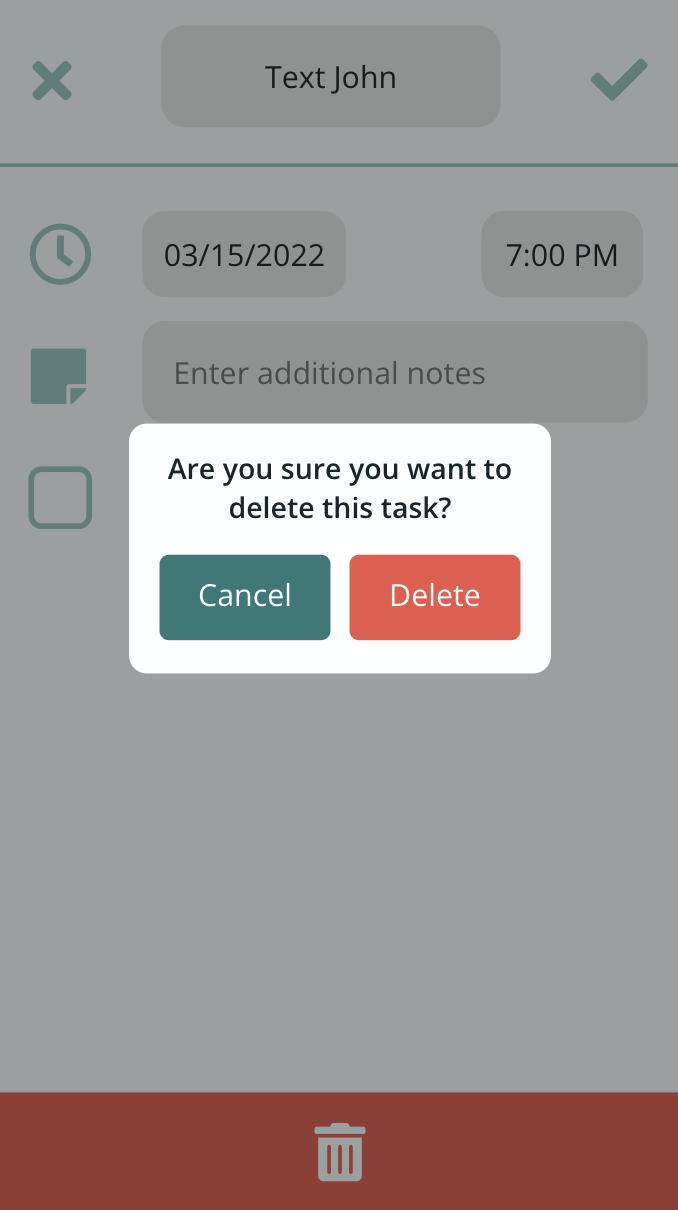 Text John
03/15/2022
7:00 PM
Enter additional notes
Are you sure you want to
delete this task?
Cancel
Delete